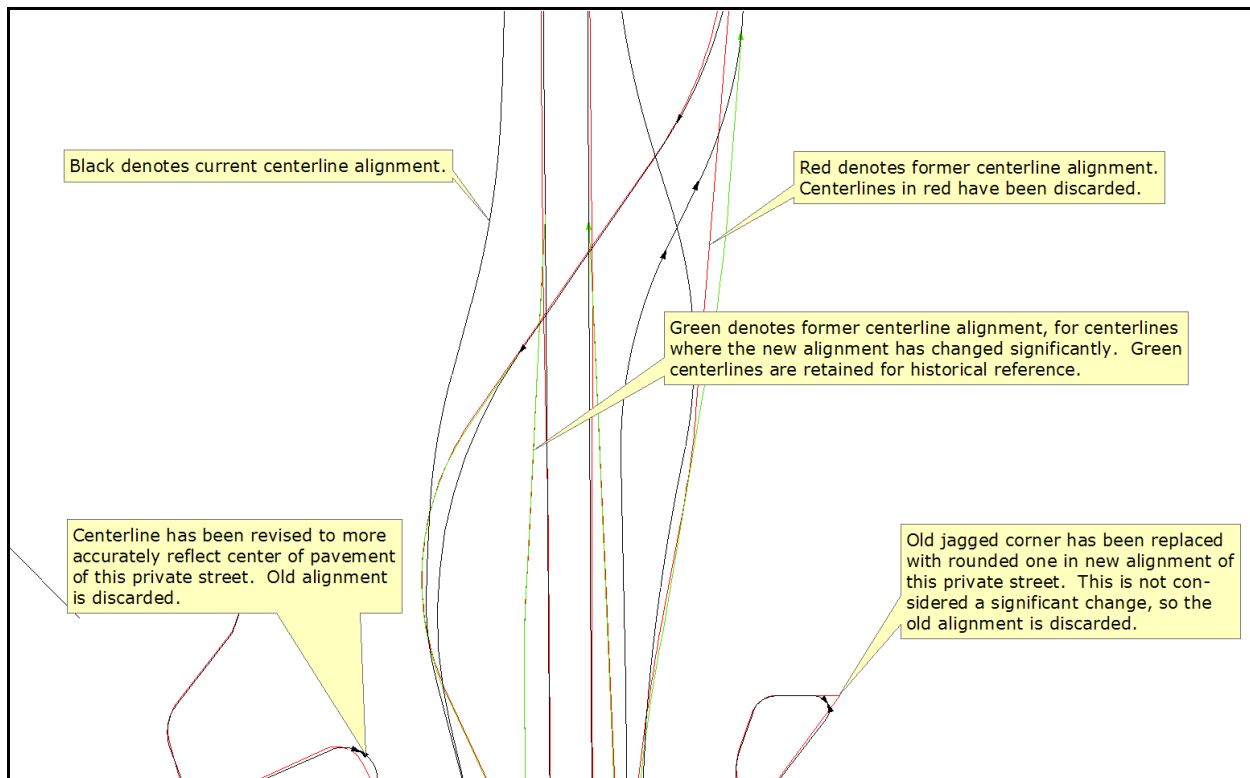 Black denotes current centerline alignment.
Red denotes former centerline alignment.
Centerlines in red have been discarded.
Green denotes former centerline alignment, for centerlines
where the new alignment has changed significantly.  Green
centerlines are retained for historical reference.
Centerline has been revised to more
accurately reflect center of pavement
of this private street.  Old alignment
is discarded.
Old jagged corner has been replaced
with rounded one in new alignment of
this private street.  This is not con-
sidered a significant change, so the
old alignment is discarded.